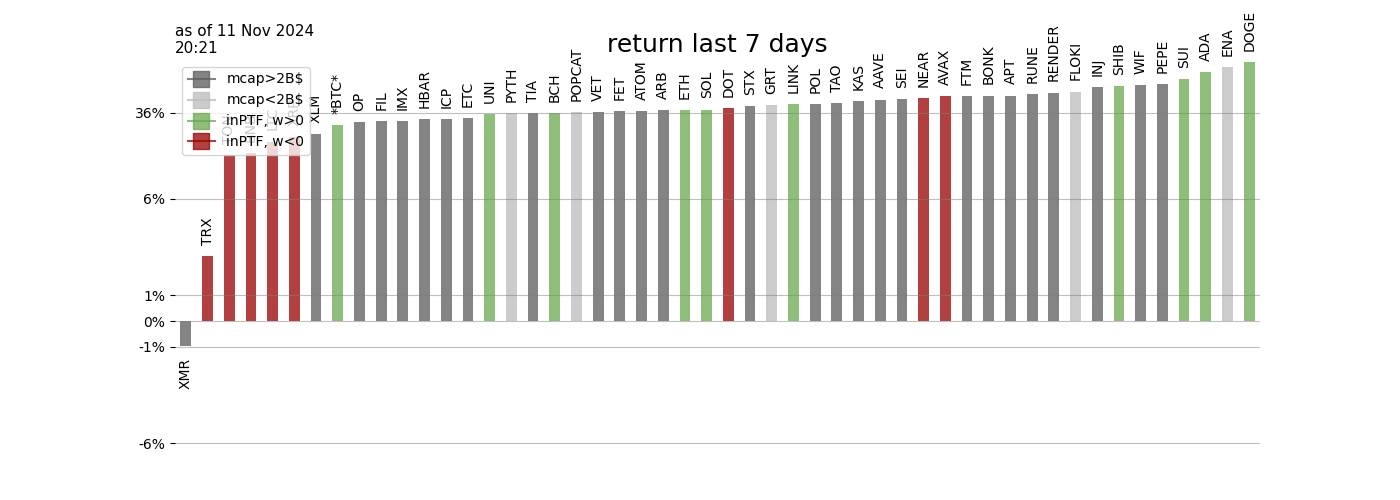 as of 11 Nov 2024
20:21
return last 7 days
mcap>2B$
mcap<2B$
inPTF, w>0
inPTF, w<0
36%
6%
1%
0%
-1%
-6%
XMR
TRX
XLM
*BTC*
OP
FIL
IMX
HBAR
ICP
ETC
UNI
PYTH
TIA
BCH
POPCAT
VET
FET
ATOM
ARB
ETH
SOL
DOT
STX
GRT
LINK
POL
TAO
KAS
AAVE
SEI
NEAR
AVAX
FTM
BONK
APT
RUNE
RENDER
FLOKI
INJ
SHIB
WIF
PEPE
SUI
ADA
ENA
DOGE